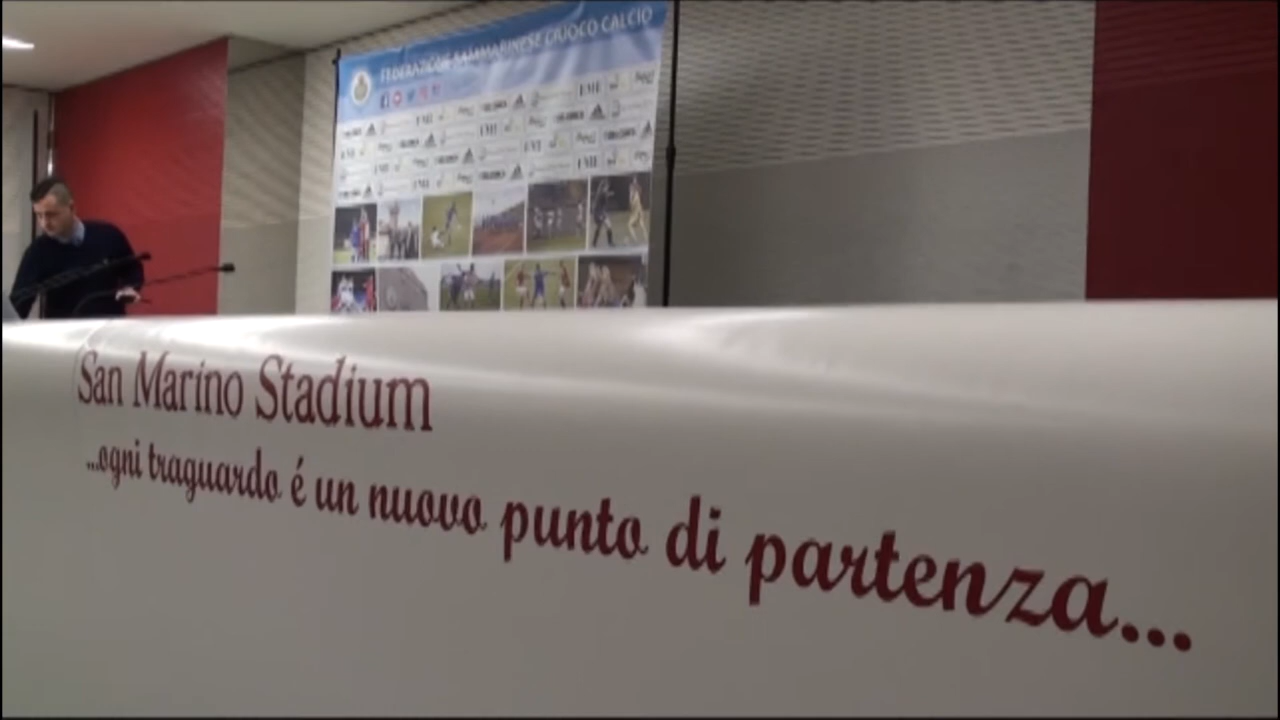 FEDERAZIONE SAMMARINESE GIUOCO CALCIO
San Marino Stadium
...ogni traguardo é un nuovo punto di partenza...